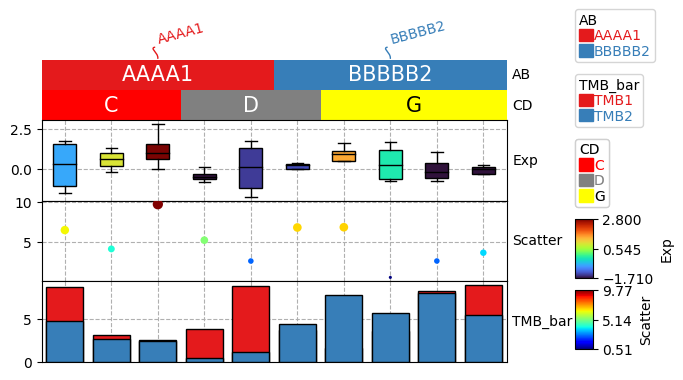 AAAA1
BBBBB2
AAAA1 BBBBB2 AB
C D G CD
2.5
0.0
Exp
10
5
Scatter
5
0
TMB_bar
AB
AAAA1
BBBBB2
TMB_bar
TMB1
TMB2
CD
C
D
G
2.800
0.545
−1.710
Exp
9.77
5.14
0.51
Scatter